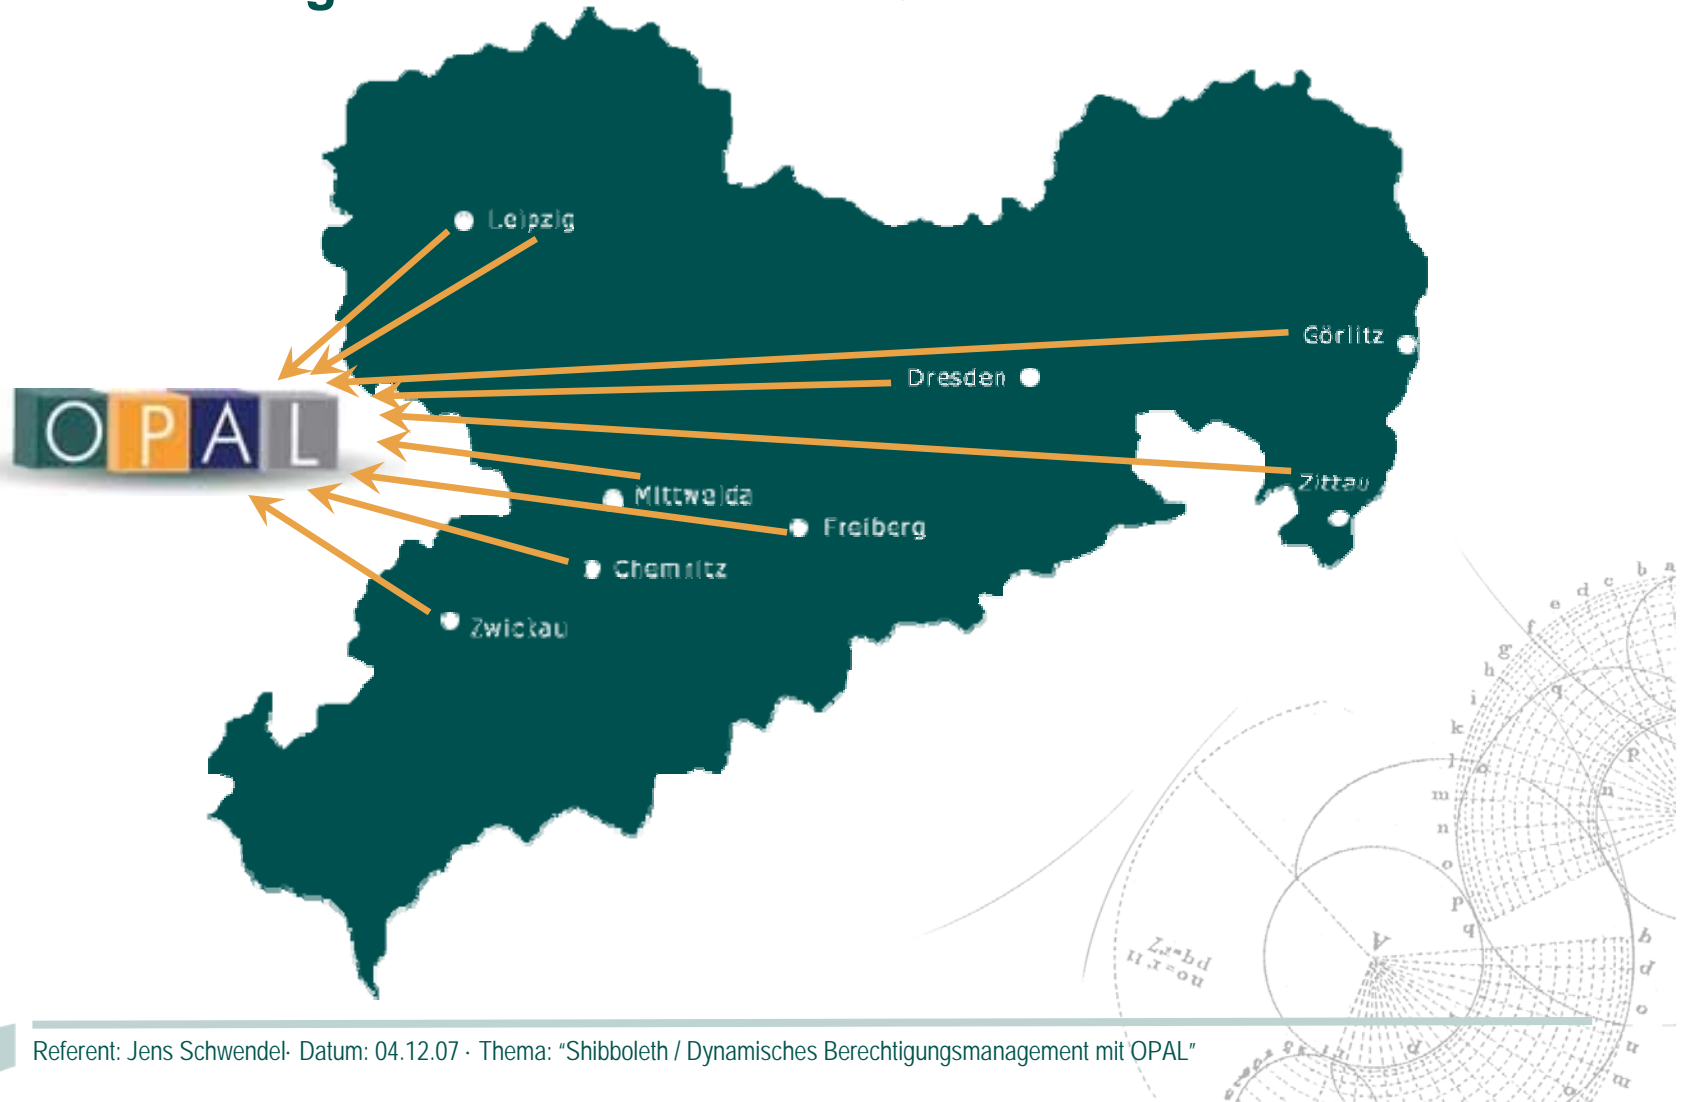 Leipzig
Görlitz
Dresden
OPAL
Zittau
Mittweida
Freiberg
Chemnitz
Zwickau
b a
d c
e
f
g
h
i
k
l
m
n
o
p
q
q
p
o
n
A
b
d
o
n
m
Referent: Jens Schwendel· Datum: 04.12.07 · Thema: “Shibboleth / Dynamisches Berechtigungsmanagement mit OPAL”